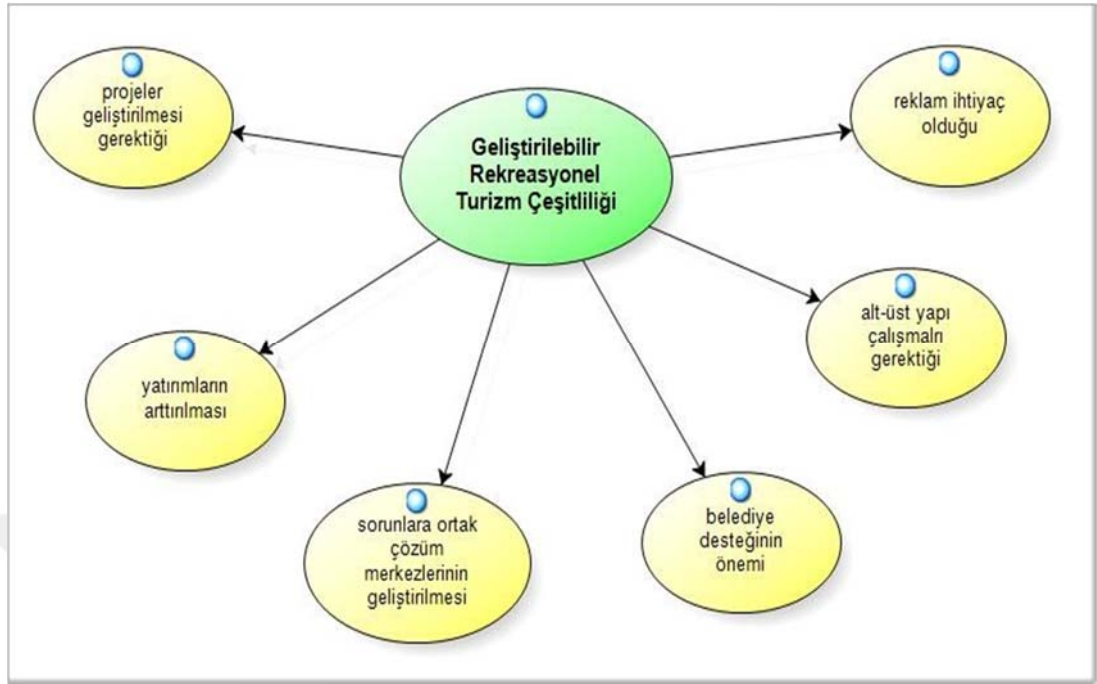 projeler
geliştirilmesi
gerektiği
Geliştirilebilir
Rekreasyonel
Turizm Çeşitliliği
reklam ihtiyaç
olduğu
alt-üst yapı
çalışmalrı
gerektiği
yatırımların
arttırılması
sorunlara ortak
çözüm
merkezlerinin
geliştirilmesi
belediye
desteğinin
önemi